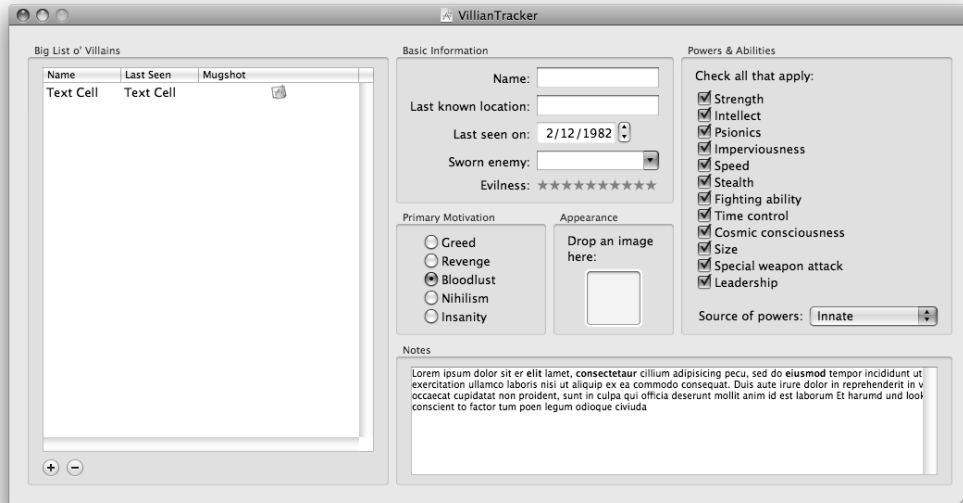 VillianTracker
Big List o' Villains
Name Last Seen Mugshot
Text Cell Text Cell
Basic Information
Name:
Last known location:
Last seen on: 2/12/1982
Sworn enemy:
Evilness:
Primary Motivation
Greed
Revenge
Bloodlust
Nihilism
Insanity
Appearance
Drop an image
here:
Powers & Abilities
Check all that apply:
Strength
Intellect
Psionics
Imperviousness
Speed
Stealth
Fighting ability
Time control
Cosmic consciousness
Size
Special weapon attack
Leadership
Source of powers: Innate
Notes
Lorem ipsum dolor sit er elit lamet, consectetaur cillium adipisicing pecu, sed do eiusmod tempor incididunt ut
exercitation ullamco laboris nisi ut aliquip ex ea commodo consequat. Duis aute irure dolor in reprehenderit in v
occaecat cupidatat non proident, sunt in culpa qui officia deserunt mollit anim id est laborum Et harumd und look
conscient to factor tum poen legum odioque civiuda